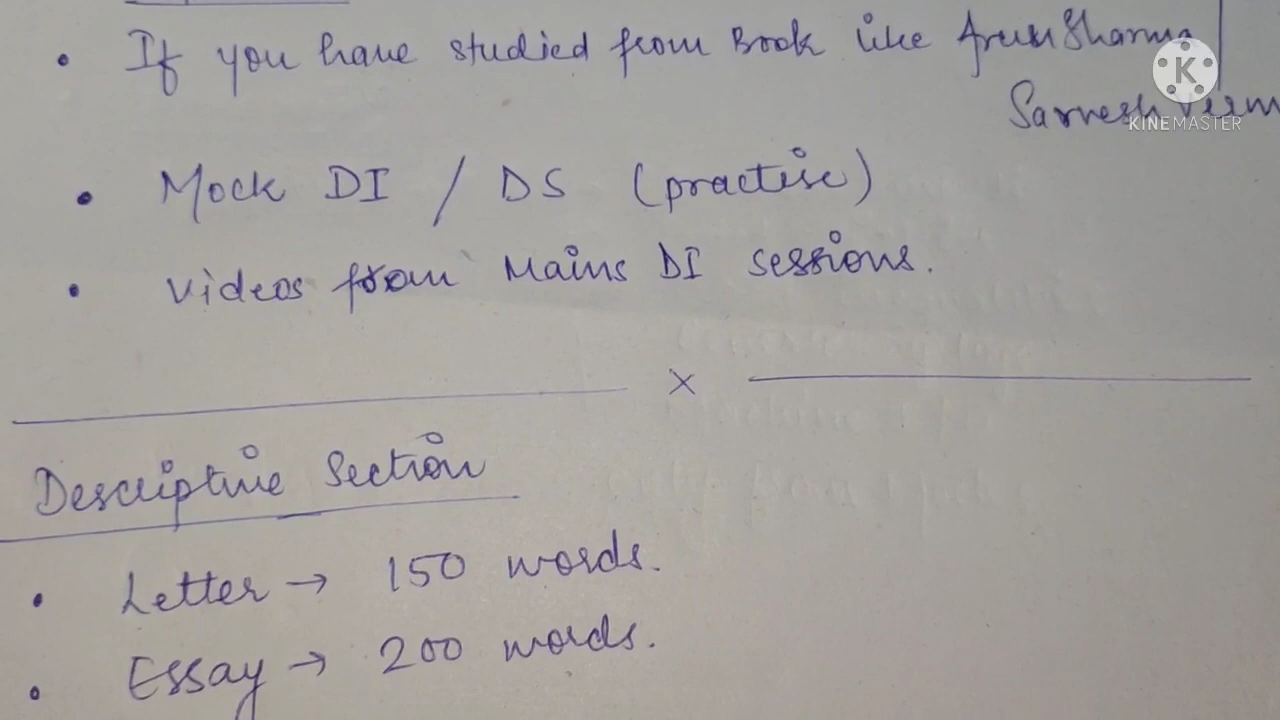 • If you have studied from Book like Arun Sharma |
Sarvesh Verm
• Mock DI / DS (practise)
• Videos from Mains DI sessions.
x
Descriptive Section
• Letter → 150 words.
• Essay → 200 words.
K
KINEMASTER